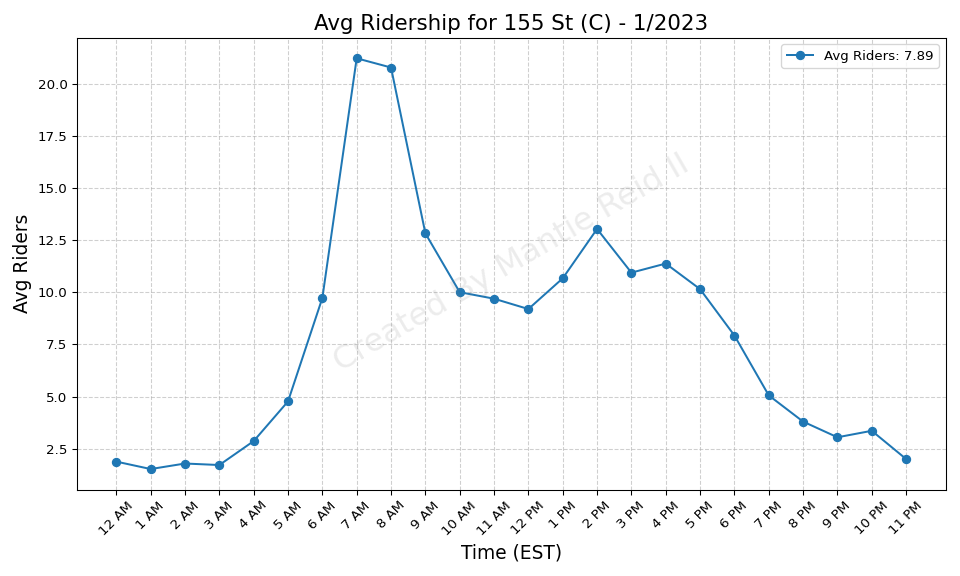 Avg Ridership for 155 St (C) - 1/2023
Avg Riders: 7.89
Avg Riders
20.0
17.5
15.0
12.5
10.0
7.5
5.0
2.5
Created By Mantie Reid II
12 AM
1 AM
2 AM
3 AM
4 AM
5 AM
6 AM
7 AM
8 AM
9 AM
10 AM
11 AM
12 PM
1 PM
2 PM
3 PM
4 PM
5 PM
6 PM
7 PM
8 PM
9 PM
10 PM
11 PM
Time (EST)